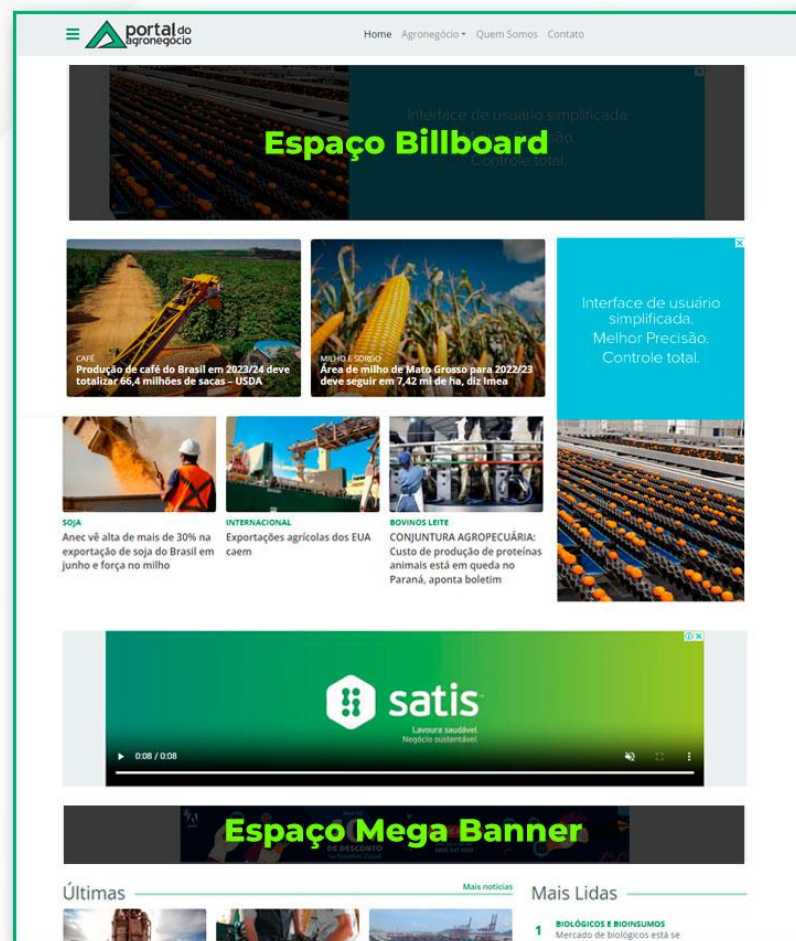 portal do
agronegócio
Home Agronegócio Quem Somos Contato
Interface de usuário simplificada.
Espaço Billboard
Controle total.
Interface de usuário
simplificada.
Melhor Precisão.
Controle total.
CAFÉ
Produção de café do Brasil em 2023/24 deve
totalizar 66,4 milhões de sacas – USDA
MILHO E SORGO
Área de milho de Mato Grosso para 2022/23
deve seguir em 7,42 mi de ha, diz Imea
SOJA
Anec vê alta de mais de 30% na
exportação de soja do Brasil em
junho e força no milho
INTERNACIONAL
Exportações agrícolas dos EUA
caem
BOVINOS LEITE
CONJUNTURA AGROPECUÁRIA:
Custo de produção de proteínas
animais está em queda no
Paraná, aponta boletim
satis
Lavoura saudável
Negócio sustentável
0:08 / 0:08
Espaço Mega Banner
DE DESCONTO
Últimas
Mais notícias
Mais Lidas
1
BIOLÓGICOS E BIOINSUMOS
Mercado de biológicos está se